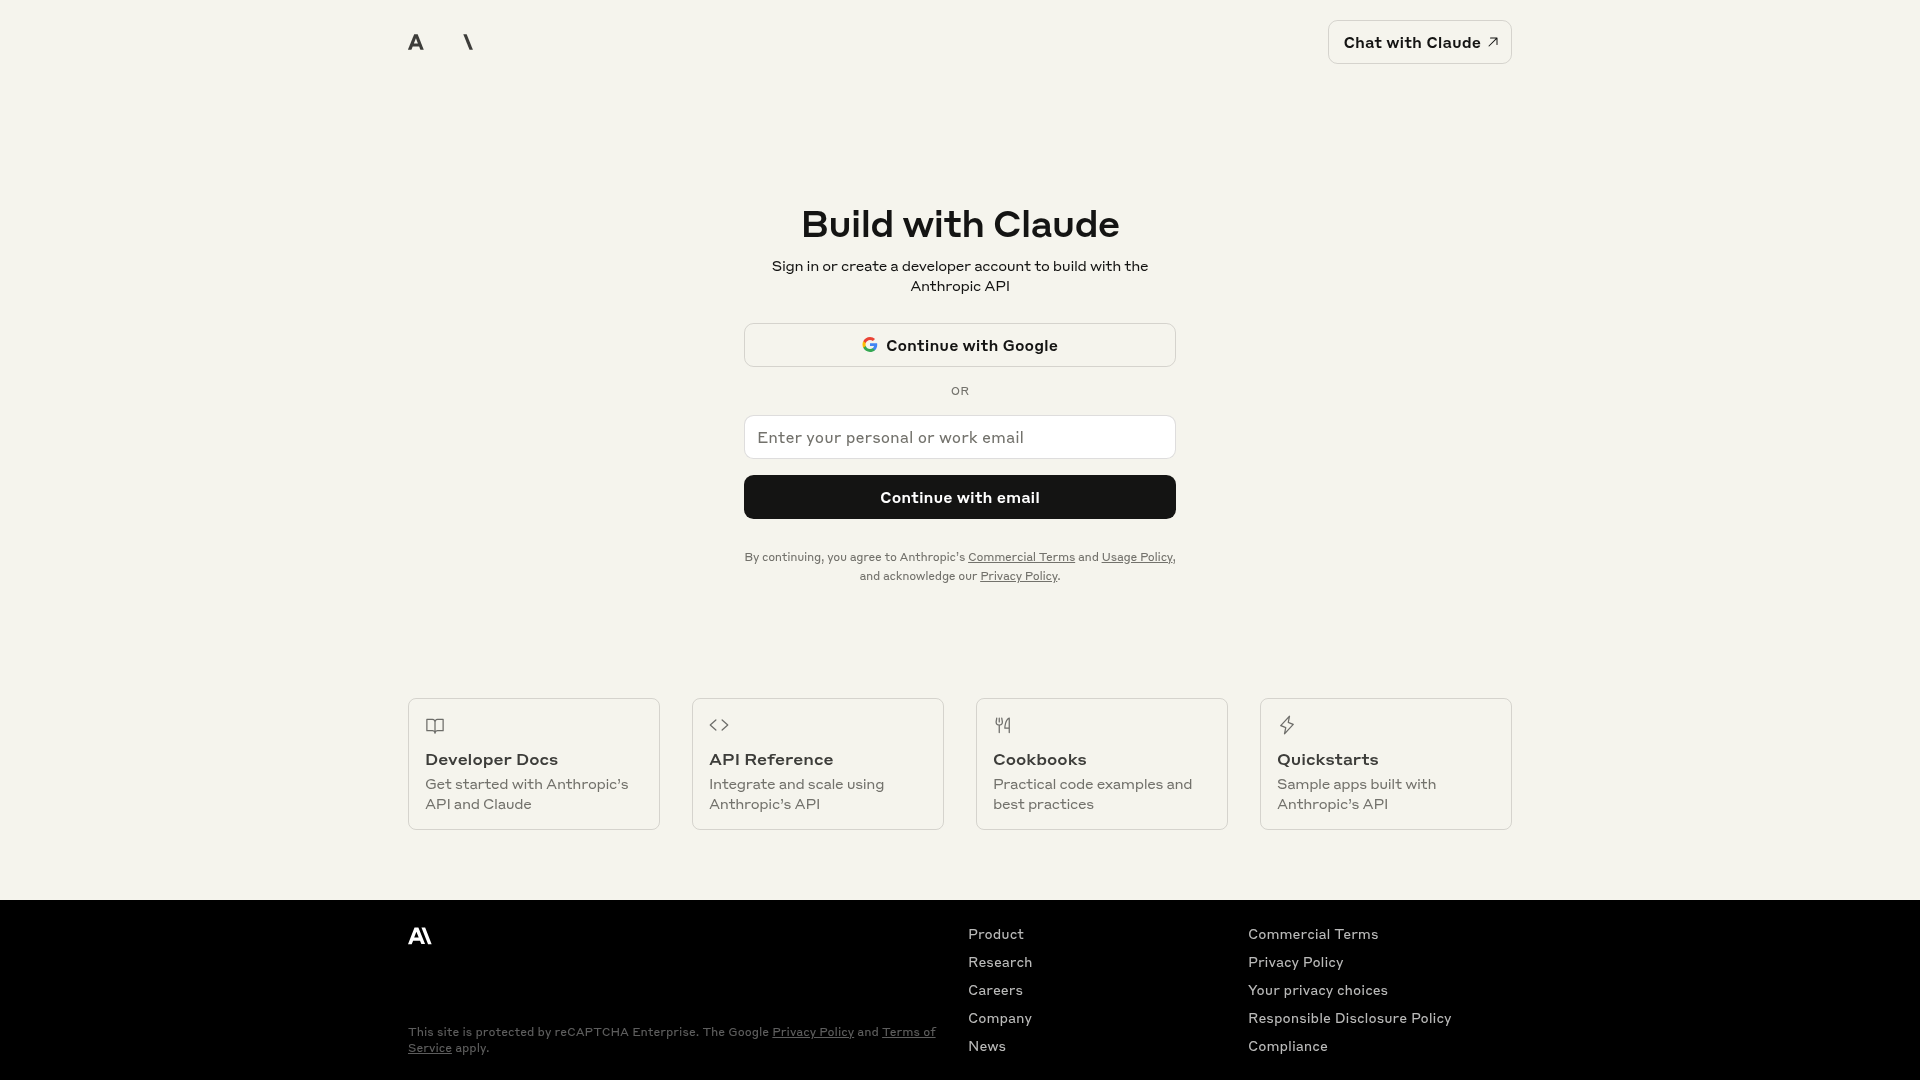 A \
Chat with Claude
Build with Claude
Sign in or create a developer account to build with the
Anthropic API
Continue with Google
OR
Enter your personal or work email
Continue with email
By continuing, you agree to Anthropic's Commercial Terms and Usage Policy,
and acknowledge our Privacy Policy.
Developer Docs
Get started with Anthropic’s
API and Claude
API Reference
Integrate and scale using
Anthropic’s API
Cookbooks
Practical code examples and
best practices
Quickstarts
Sample apps built with
Anthropic’s API
A\
This site is protected by reCAPTCHA Enterprise. The Google Privacy Policy and Terms of
Service apply.
Product
Research
Careers
Company
News
Commercial Terms
Privacy Policy
Your privacy choices
Responsible Disclosure Policy
Compliance